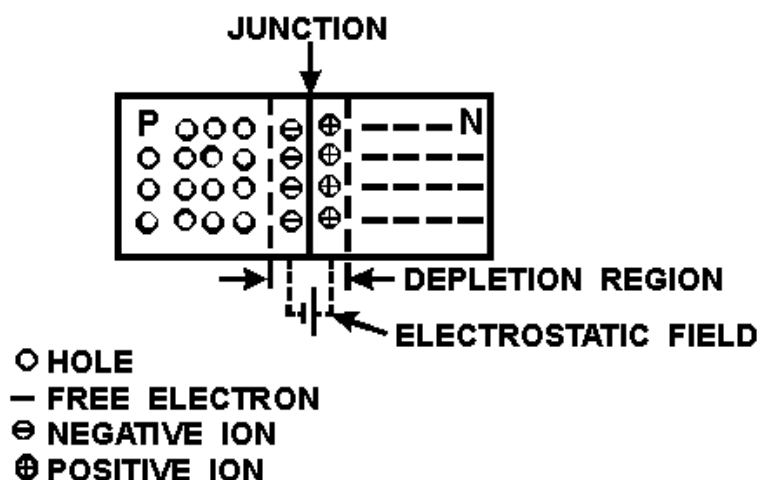 JUNCTION
P
N
DEPLETION REGION
ELECTROSTATIC FIELD
HOLE
FREE ELECTRON
NEGATIVE ION
POSITIVE ION